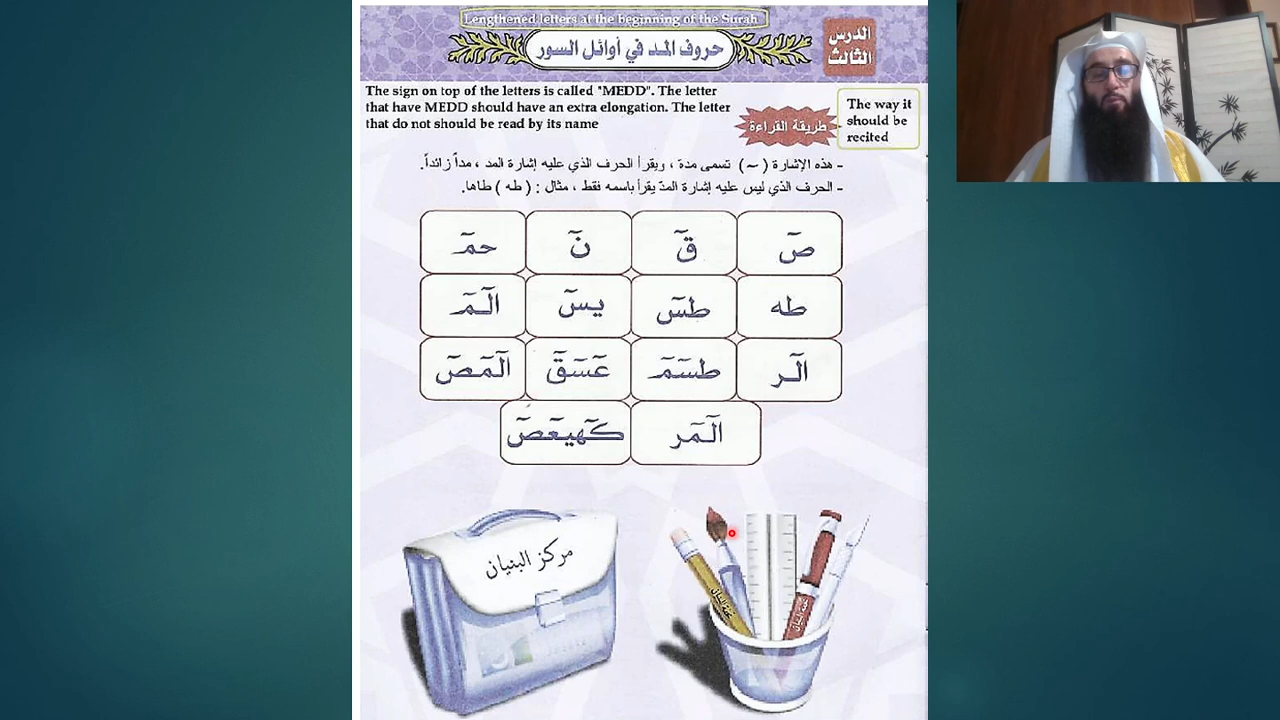 Lengthened letters at the beginning of the Surah
الدرس
الثالث
حروف المد في أوائل السور
The sign on top of the letters is called "MEDD". The letter
that have MEDD should have an extra elongation. The letter
that do not should be read by its name
طريقة القراءة
The way it
should be
recited
- هذه الإشارة ( ~ ) تسمى مدة ، ويقرأ الحرف الذي عليه إشارة المد ، مداً زائداً.
- الحرف الذي ليس عليه إشارة المدّ يقرأ باسمه فقط ، مثال : ( طه ) طاها.
صٓ قٓ نٓ حمٓ
طه طسٓ يسٓ الٓمٓ
الٓر طسٓمٓ عٓسٓقٓ الٓمٓصٓ
الٓمٓر كٓهيعٓصٓ
مركز البنيان